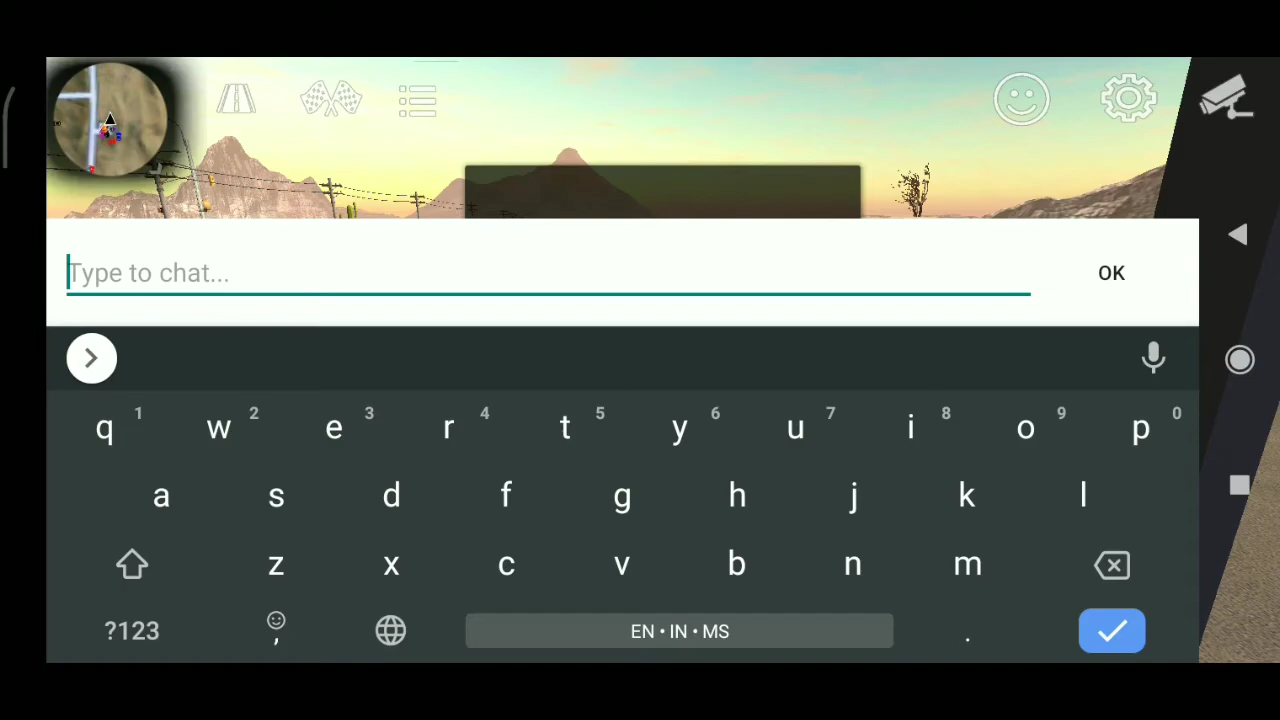 Type to chat...
OK
q 1 w 2 e 3 r 4 t 5 y 6 u 7 i 8 o 9 p 0
a s d f g h j k l
z x c v b n m
?123 , EN • IN • MS .